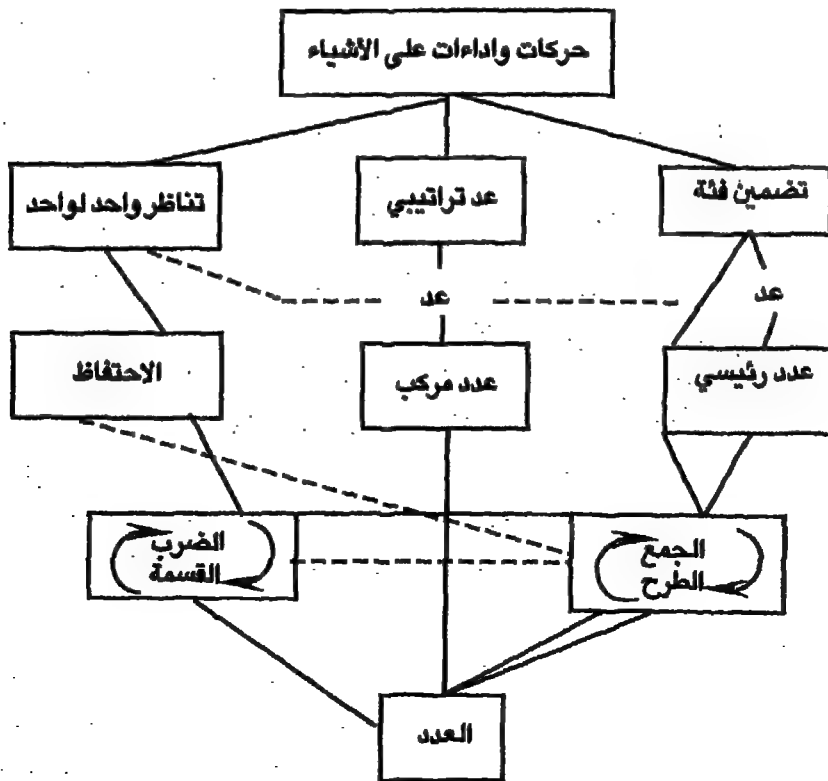 حركات واداءات على الأشياء
تناظر واحد لواحد
عد تراتيبي
تضمين فئة
عد
عد
الاحتفاظ
عدد مركب
عدد رئيسي
الضرب
القسمة
الجمع
الطرح
العدد